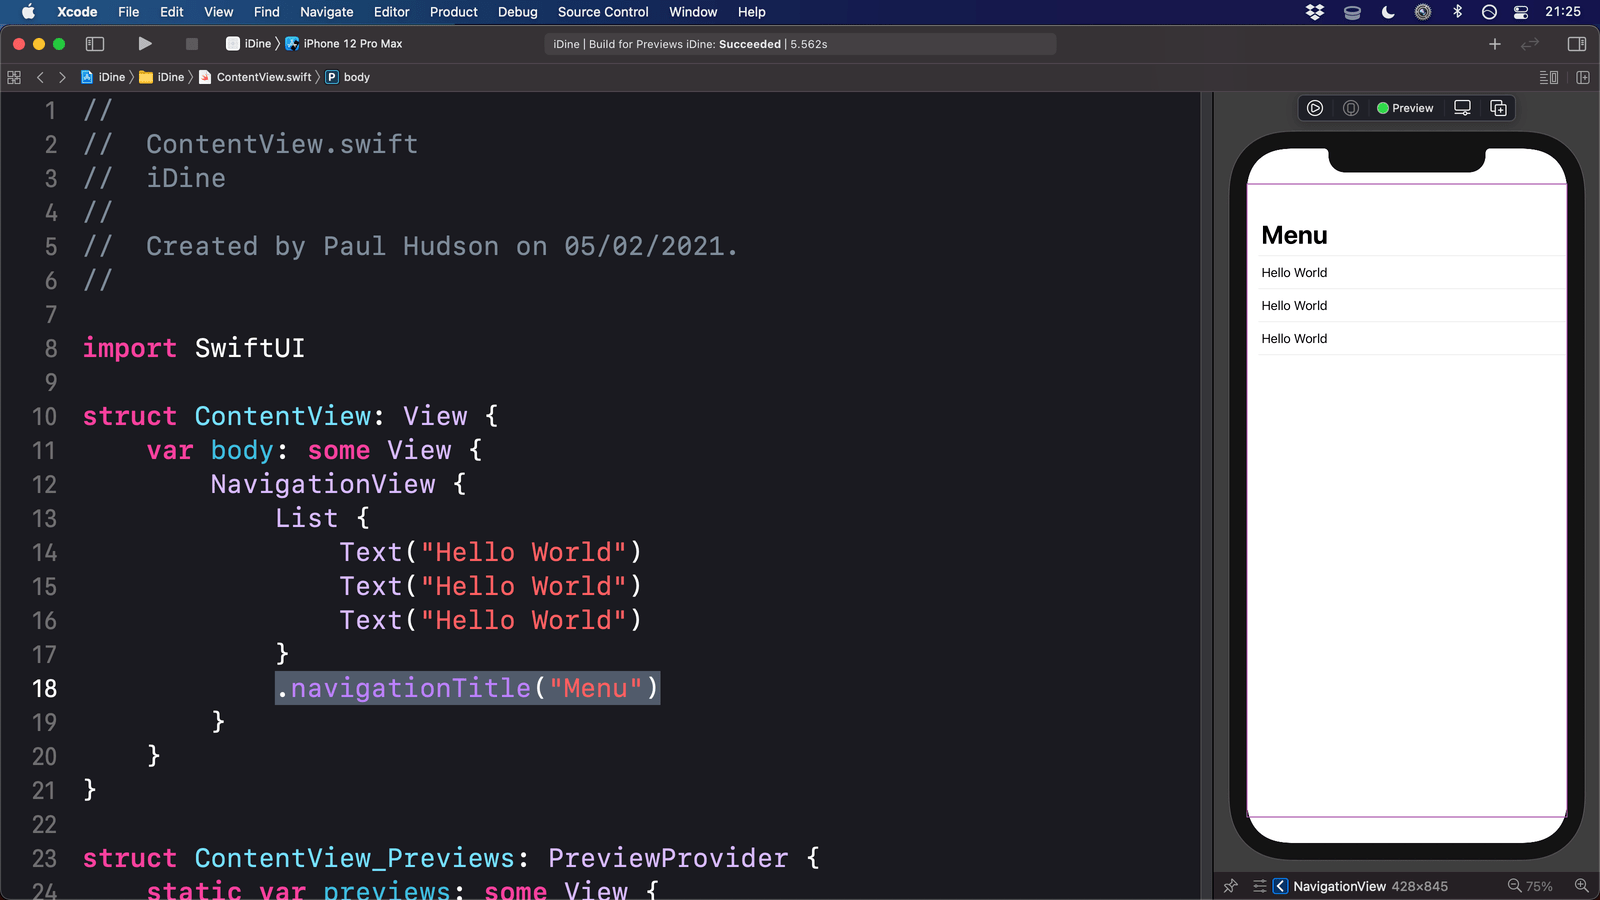 Xcode File Edit View Find Navigate Editor Product Debug Source Control Window Help 21:25
iDine iPhone 12 Pro Max iDine | Build for Previews iDine: Succeeded | 5.562s
iDine iDine ContentView.swift P body
1 //
2 //  ContentView.swift
3 //  iDine
4 //
5 //  Created by Paul Hudson on 05/02/2021.
6 //
7
8 import SwiftUI
9
10 struct ContentView: View {
11     var body: some View {
12         NavigationView {
13             List {
14                 Text("Hello World")
15                 Text("Hello World")
16                 Text("Hello World")
17             }
18             .navigationTitle("Menu")
19         }
20     }
21 }
22
23 struct ContentView_Previews: PreviewProvider {
24     static var previews: some View {
Preview
Menu
Hello World
Hello World
Hello World
NavigationView 428×845 75%